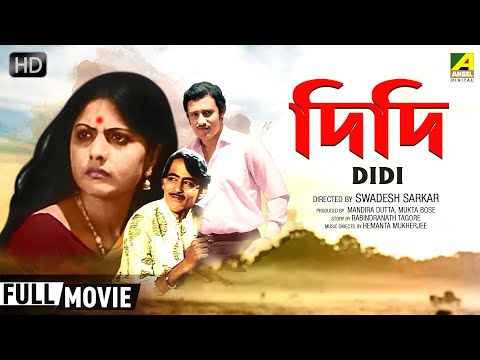 HD
ANGEL
DIGITAL
দিদি
DIDI
DIRECTED BY SWADESH SARKAR
PRODUCED BY MANDIRA DUTTA, MUKTA BOSE
STORY BY RABINDRANATH TAGORE
MUSIC DIRECTED BY HEMANTA MUKHERJEE
FULL MOVIE